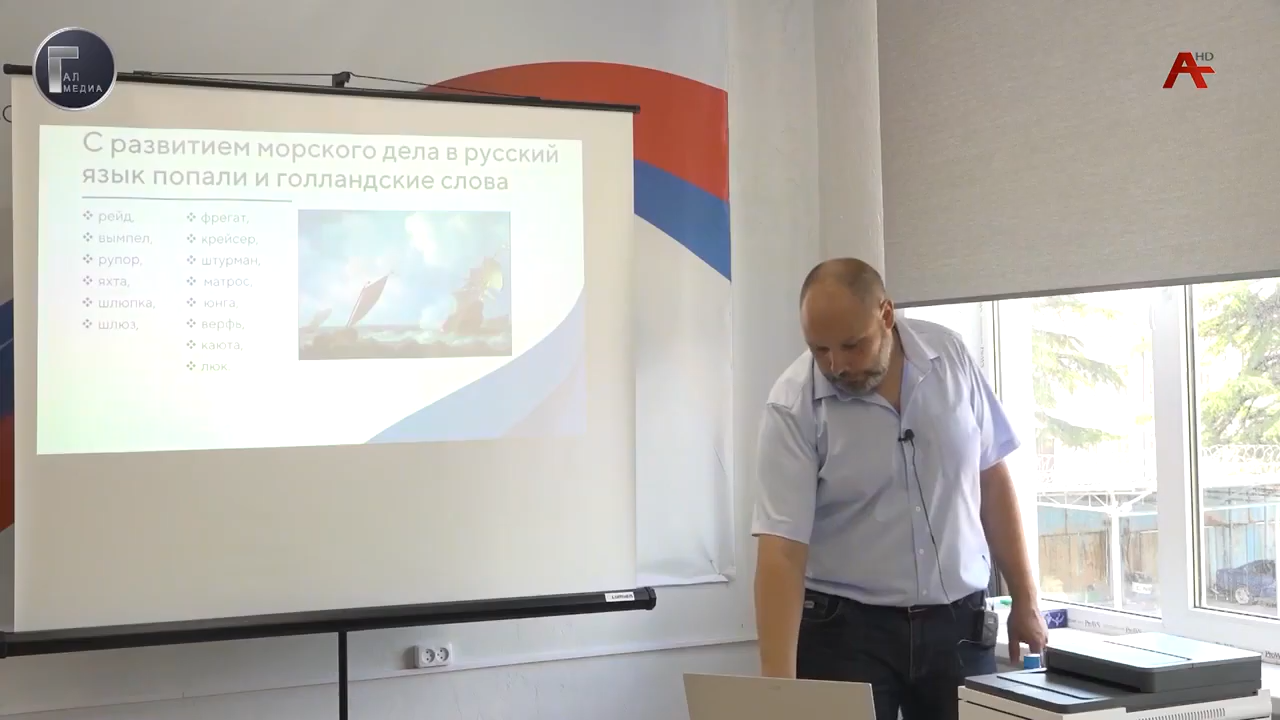 Г
АЛ
МЕДИА
HD
С развитием морского дела в русский
язык попали и голландские слова
❖ рейд,
❖ вымпел,
❖ рупор,
❖ яхта,
❖ шлюпка,
❖ шлюз,
❖ фрегат,
❖ крейсер,
❖ штурман,
❖ матрос,
❖ юнга,
❖ верфь,
❖ каюта,
❖ люк